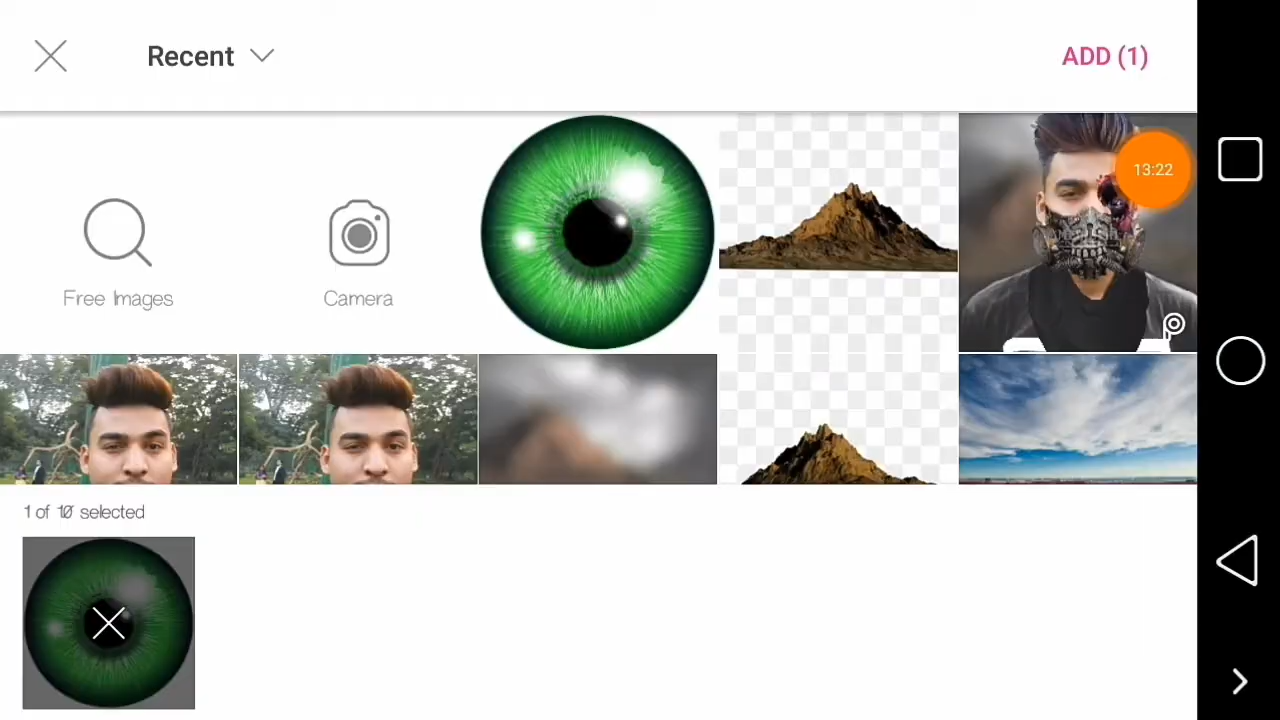 Recent
ADD (1)
13:22
Free Images
Camera
1 of 10 selected